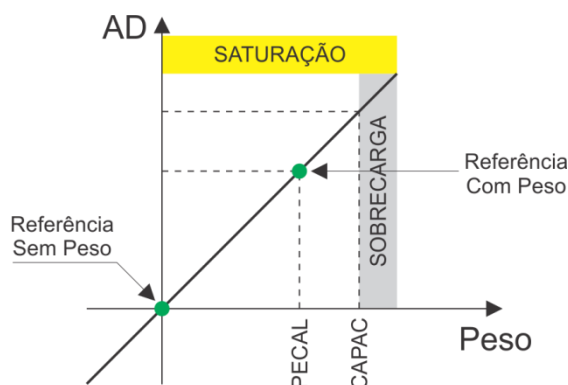 AD
SATURAÇÃO
SOBRECARGA
Referência
Com Peso
Referência
Sem Peso
PECAL
CAPAC
Peso